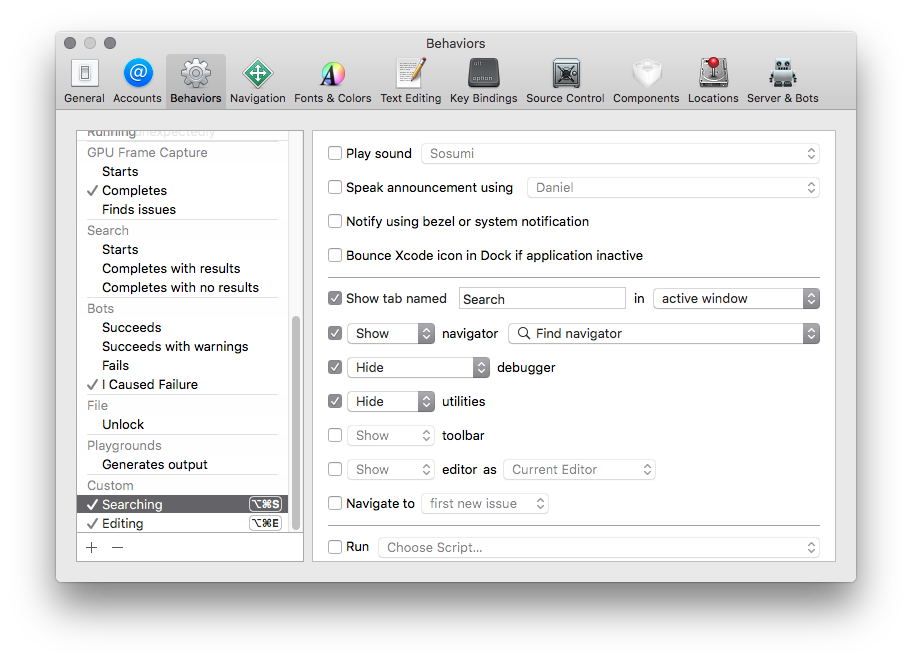 Behaviors
General Accounts Behaviors Navigation Fonts & Colors Text Editing Key Bindings Source Control Components Locations Server & Bots
alt
option
Running unexpectedly
GPU Frame Capture
Starts
Completes
Finds issues
Search
Starts
Completes with results
Completes with no results
Bots
Succeeds
Succeeds with warnings
Fails
I Caused Failure
File
Unlock
Playgrounds
Generates output
Custom
Searching ⌥⌘S
Editing ⌥⌘E
Play sound Sosumi
Speak announcement using Daniel
Notify using bezel or system notification
Bounce Xcode icon in Dock if application inactive
Show tab named Search in active window
Show navigator Find navigator
Hide debugger
Hide utilities
Show toolbar
Show editor as Current Editor
Navigate to first new issue
Run Choose Script...